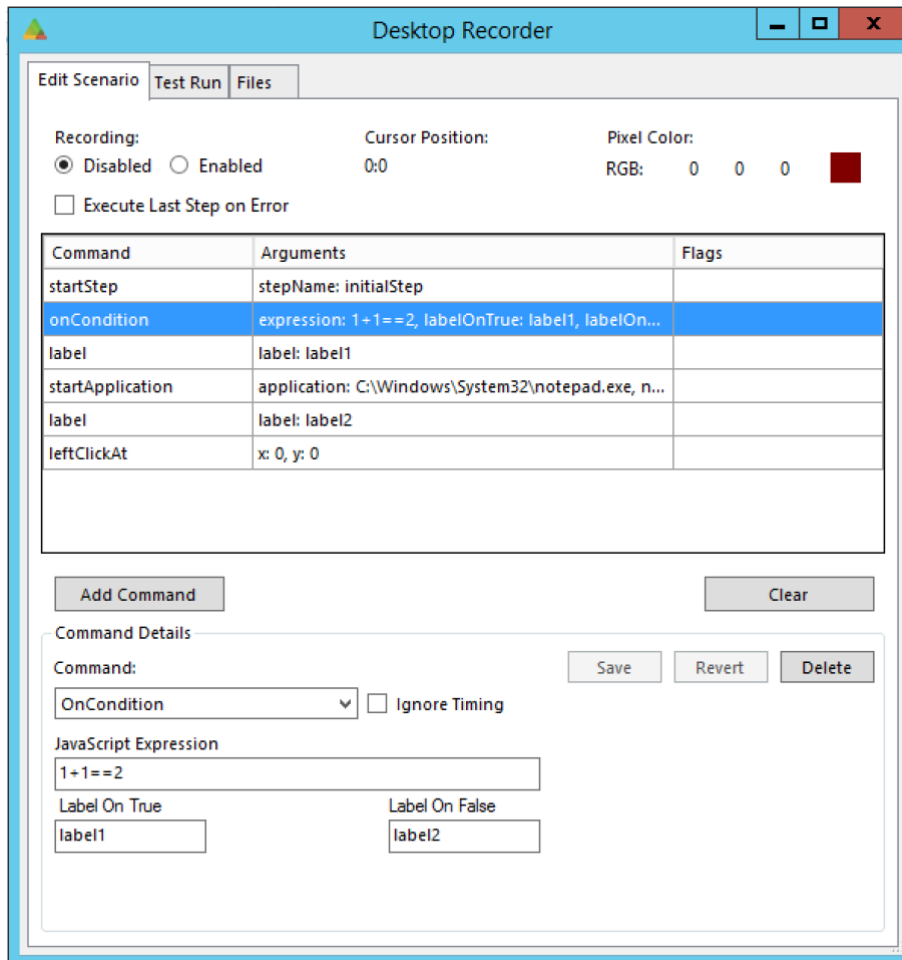 Desktop Recorder
Edit Scenario Test Run Files
Recording: Cursor Position: Pixel Color:
Disabled Enabled 0:0 RGB: 0 0 0
Execute Last Step on Error
Command Arguments Flags
startStep stepName: initialStep
onCondition expression: 1+1==2, labelOnTrue: label1, labelOn...
label label: label1
startApplication application: C:\Windows\System32\notepad.exe, n...
label label: label2
leftClickAt x: 0, y: 0
Add Command Clear
Command Details
Command: Save Revert Delete
OnCondition Ignore Timing
JavaScript Expression
1+1==2
Label On True Label On False
label1 label2